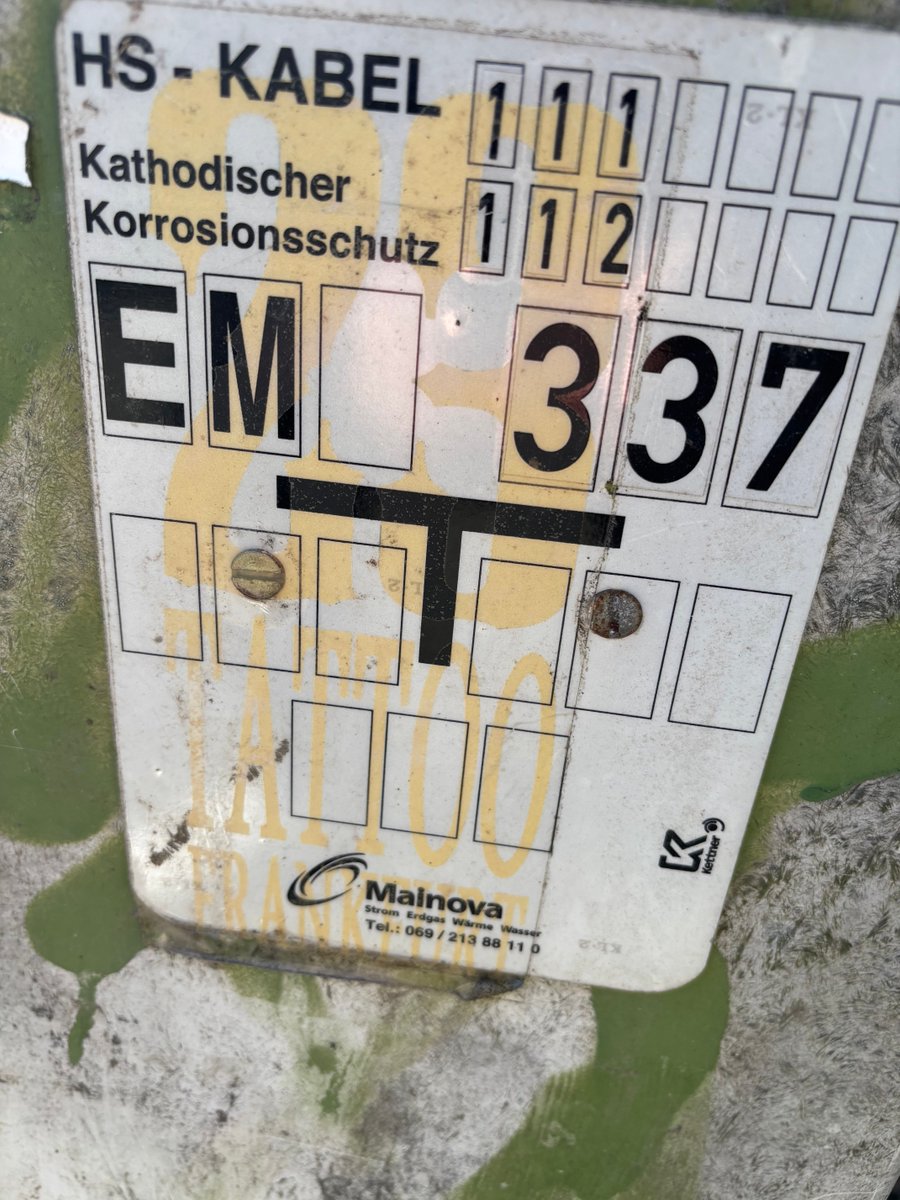 HS - KABEL 111
Kathodischer
Korrosionsschutz 112
EM 337
TATTOO
FRANKFURT
Mainova
Strom Erdgas Wärme Wasser
Tel.: 069 / 213 88 11 0
Kettner